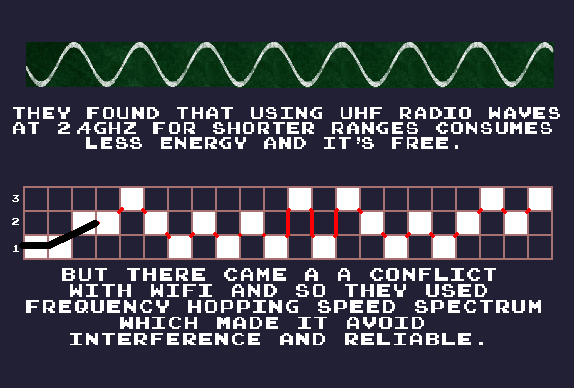 THEY FOUND THAT USING UHF RADIO WAVES
AT 2.4GHZ FOR SHORTER RANGES CONSUMES
LESS ENERGY AND IT'S FREE.
3
2
1
BUT THERE CAME A A CONFLICT
WITH WIFI AND SO THEY USED
FREQUENCY HOPPING SPEED SPECTRUM
WHICH MADE IT AVOID
INTERFERENCE AND RELIABLE.